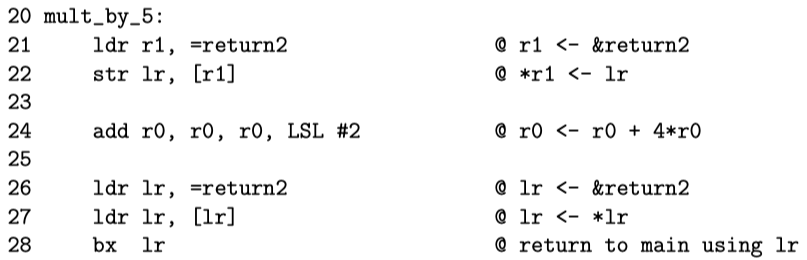 20 mult_by_5:
21     ldr r1, =return2               @ r1 <- &return2
22     str lr, [r1]                   @ *r1 <- lr
23
24     add r0, r0, r0, LSL #2         @ r0 <- r0 + 4*r0
25
26     ldr lr, =return2               @ lr <- &return2
27     ldr lr, [lr]                   @ lr <- *lr
28     bx  lr                         @ return to main using lr